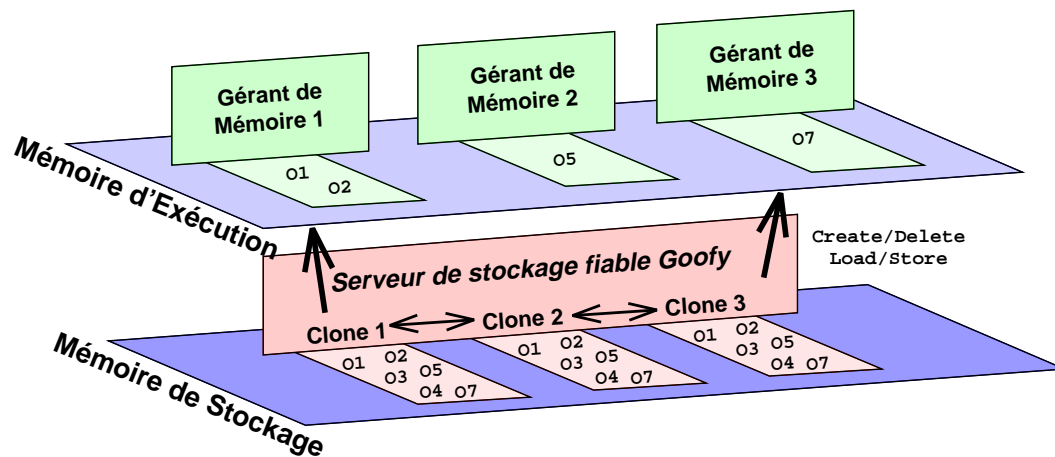 Gérant de
Mémoire 1
Gérant de
Mémoire 2
Gérant de
Mémoire 3
O1
O2
O5
O7
Mémoire d'Exécution
Create/Delete
Load/Store
Serveur de stockage fiable Goofy
Clone 1
Clone 2
Clone 3
O1 O2
O3 O5
O4 O7
O1 O2
O3 O5
O4 O7
O1 O2
O3 O5
O4 O7
Mémoire de Stockage